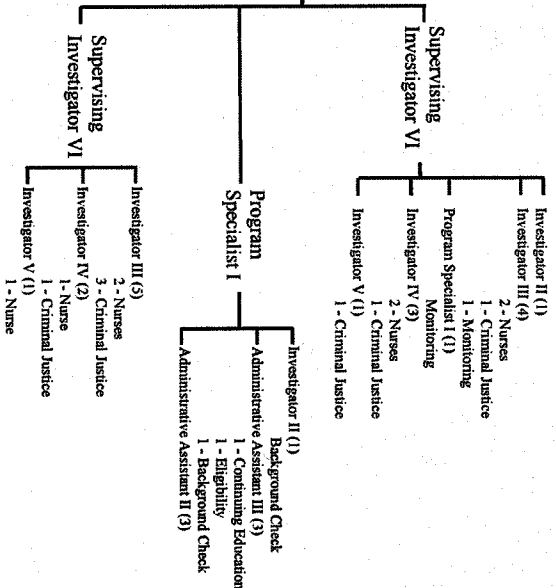 Supervising
Investigator VI
Investigator II (1)
Investigator III (4)
2 - Nurses
1 - Criminal Justice
1 - Monitoring
Program Specialist I (1)
Monitoring
Investigator IV (3)
2 - Nurses
1 - Criminal Justice
Investigator V (1)
1 - Criminal Justice
Program
Specialist I
Investigator II (1)
Background Check
Administrative Assistant III (3)
1 - Continuing Education
1 - Eligibility
1 - Background Check
Administrative Assistant II (3)
Supervising
Investigator VI
Investigator III (5)
2 - Nurses
3 - Criminal Justice
Investigator IV (2)
1 - Nurse
1 - Criminal Justice
Investigator V (1)
1 - Nurse